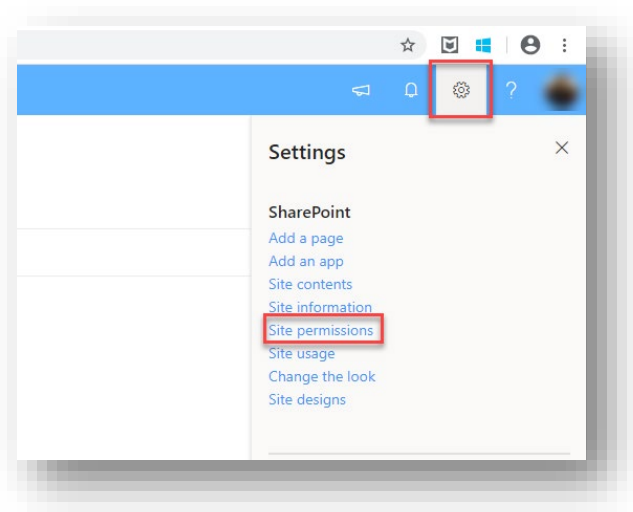 ?
Settings
SharePoint
Add a page
Add an app
Site contents
Site information
Site permissions
Site usage
Change the look
Site designs